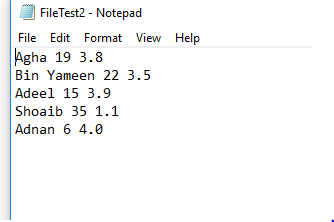 FileTest2 - Notepad
File Edit Format View Help
Agha 19 3.8
Bin Yameen 22 3.5
Adeel 15 3.9
Shoaib 35 1.1
Adnan 6 4.0